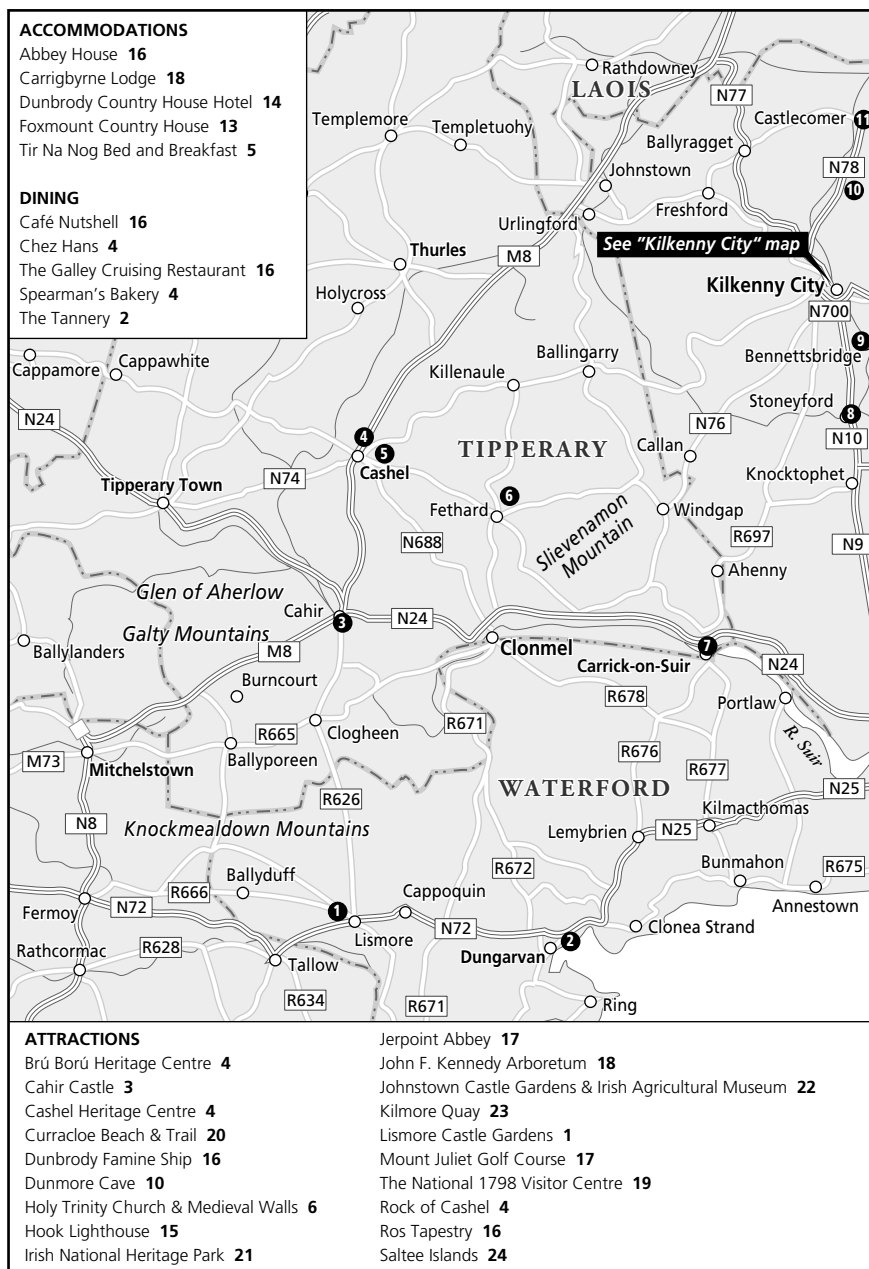 ACCOMMODATIONS
Abbey House 16
Carrigbyrne Lodge 18
Dunbrody Country House Hotel 14
Foxmount Country House 13
Tir Na Nog Bed and Breakfast 5
DINING
Café Nutshell 16
Chez Hans 4
The Galley Cruising Restaurant 16
Spearman's Bakery 4
The Tannery 2
Rathdowney
LAOIS
N77
Castlecomer
11
Templemore
Templetuohy
Ballyragget
Johnstown
N78
10
Freshford
Urlingford
See "Kilkenny City" map
M8
Thurles
Kilkenny City
Holycross
N700
9
Bennettsbridge
Cappamore
Cappawhite
Ballingarry
Killenaule
Stoneyford
8
N24
N76
N10
4
TIPPERARY
Callan
5
Cashel
Knocktophet
N74
Tipperary Town
6
Fethard
Windgap
Slievenamon
Mountain
N688
R697
N9
Ahenny
Glen of Aherlow
Cahir
3
N24
Galty Mountains
Clonmel
7
Ballylanders
M8
Carrick-on-Suir
N24
Burncourt
R678
Portlaw
R665
Clogheen
R671
R. Suir
M73
Ballyporeen
R676
Mitchelstown
R677
WATERFORD
N25
R626
Kilmacthomas
N8
Knockmealdown Mountains
Lemybrien
N25
Bunmahon
R672
R675
Ballyduff
R666
Cappoquin
Annestown
Fermoy
N72
1
Lismore
N72
Clonea Strand
2
Dungarvan
Rathcormac
R628
Tallow
R634
R671
Ring
ATTRACTIONS
Brú Ború Heritage Centre 4
Cahir Castle 3
Cashel Heritage Centre 4
Curracloe Beach & Trail 20
Dunbrody Famine Ship 16
Dunmore Cave 10
Holy Trinity Church & Medieval Walls 6
Hook Lighthouse 15
Irish National Heritage Park 21
Jerpoint Abbey 17
John F. Kennedy Arboretum 18
Johnstown Castle Gardens & Irish Agricultural Museum 22
Kilmore Quay 23
Lismore Castle Gardens 1
Mount Juliet Golf Course 17
The National 1798 Visitor Centre 19
Rock of Cashel 4
Ros Tapestry 16
Saltee Islands 24